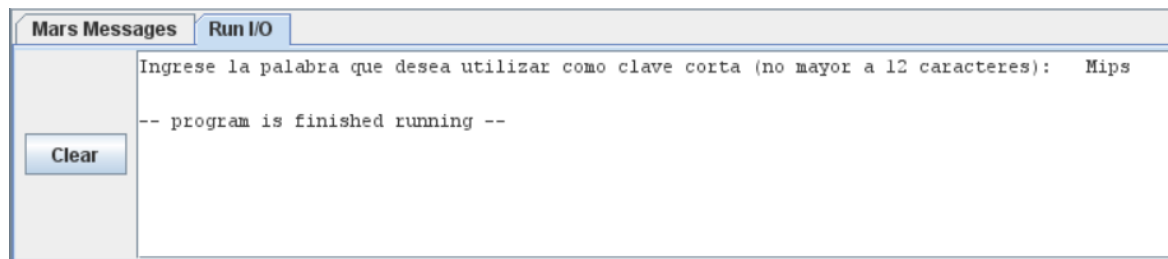 Mars Messages Run I/O
Ingrese la palabra que desea utilizar como clave corta (no mayor a 12 caracteres): Mips
-- program is finished running --
Clear